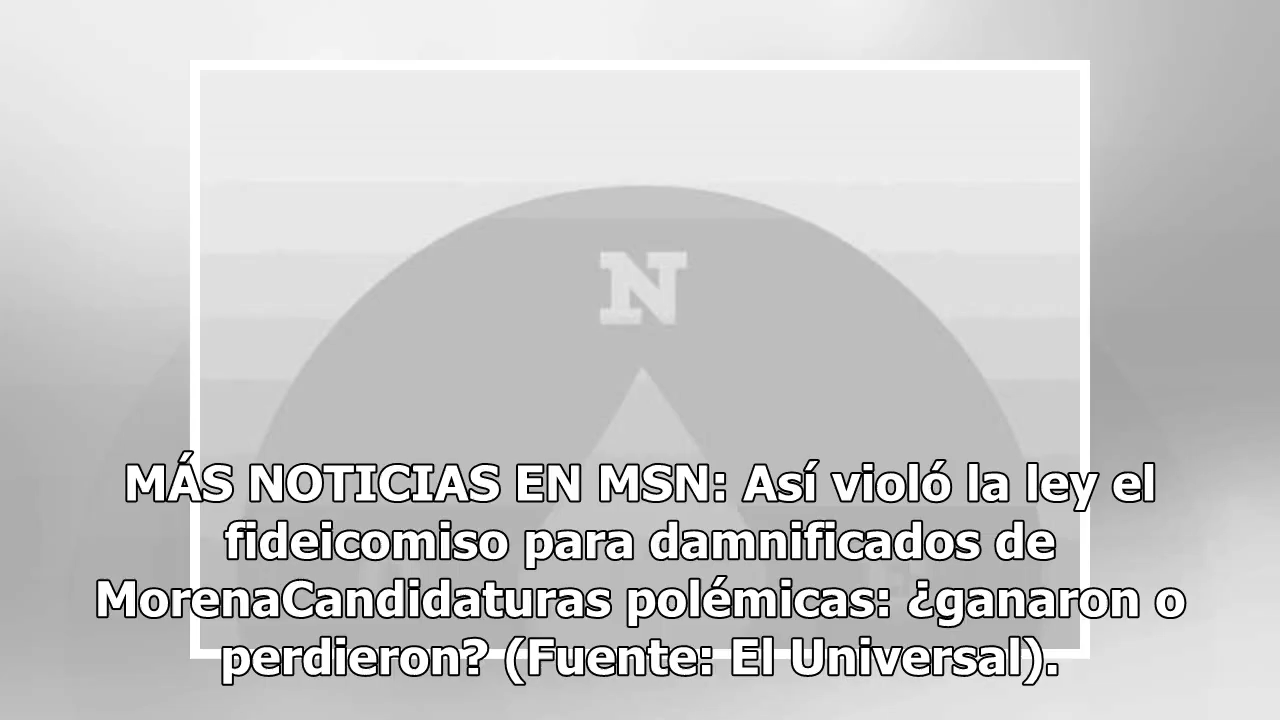 N
MÁS NOTICIAS EN MSN: Así violó la ley el
fideicomiso para damnificados de
MorenaCandidaturas polémicas: ¿ganaron o
perdieron? (Fuente: El Universal).